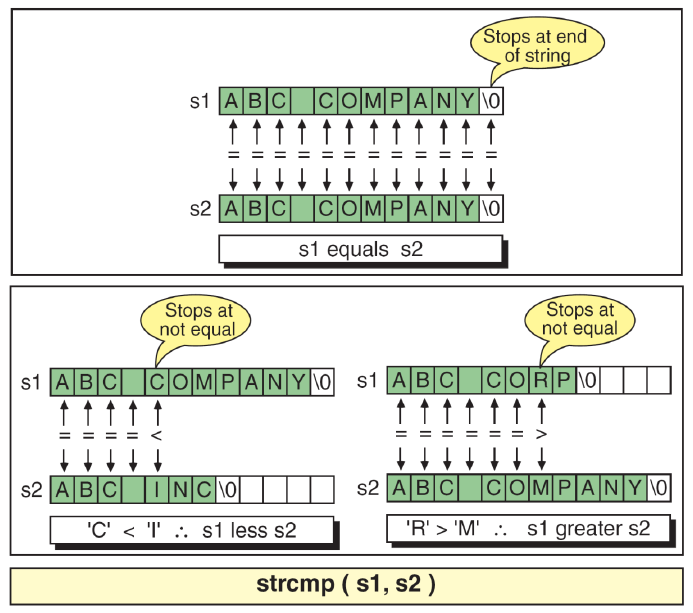 Stops at end
of string
s1 A B C C O M P A N Y \0
= = = = = = = = = = = =
s2 A B C C O M P A N Y \0
s1 equals s2
Stops at
not equal
s1 A B C C O M P A N Y \0
= = = = <
s2 A B C I N C \0
'C' < 'I' ∴ s1 less s2
Stops at
not equal
s1 A B C C O R P \0
= = = = = = >
s2 A B C C O M P A N Y \0
'R' > 'M' ∴ s1 greater s2
strcmp ( s1, s2 )